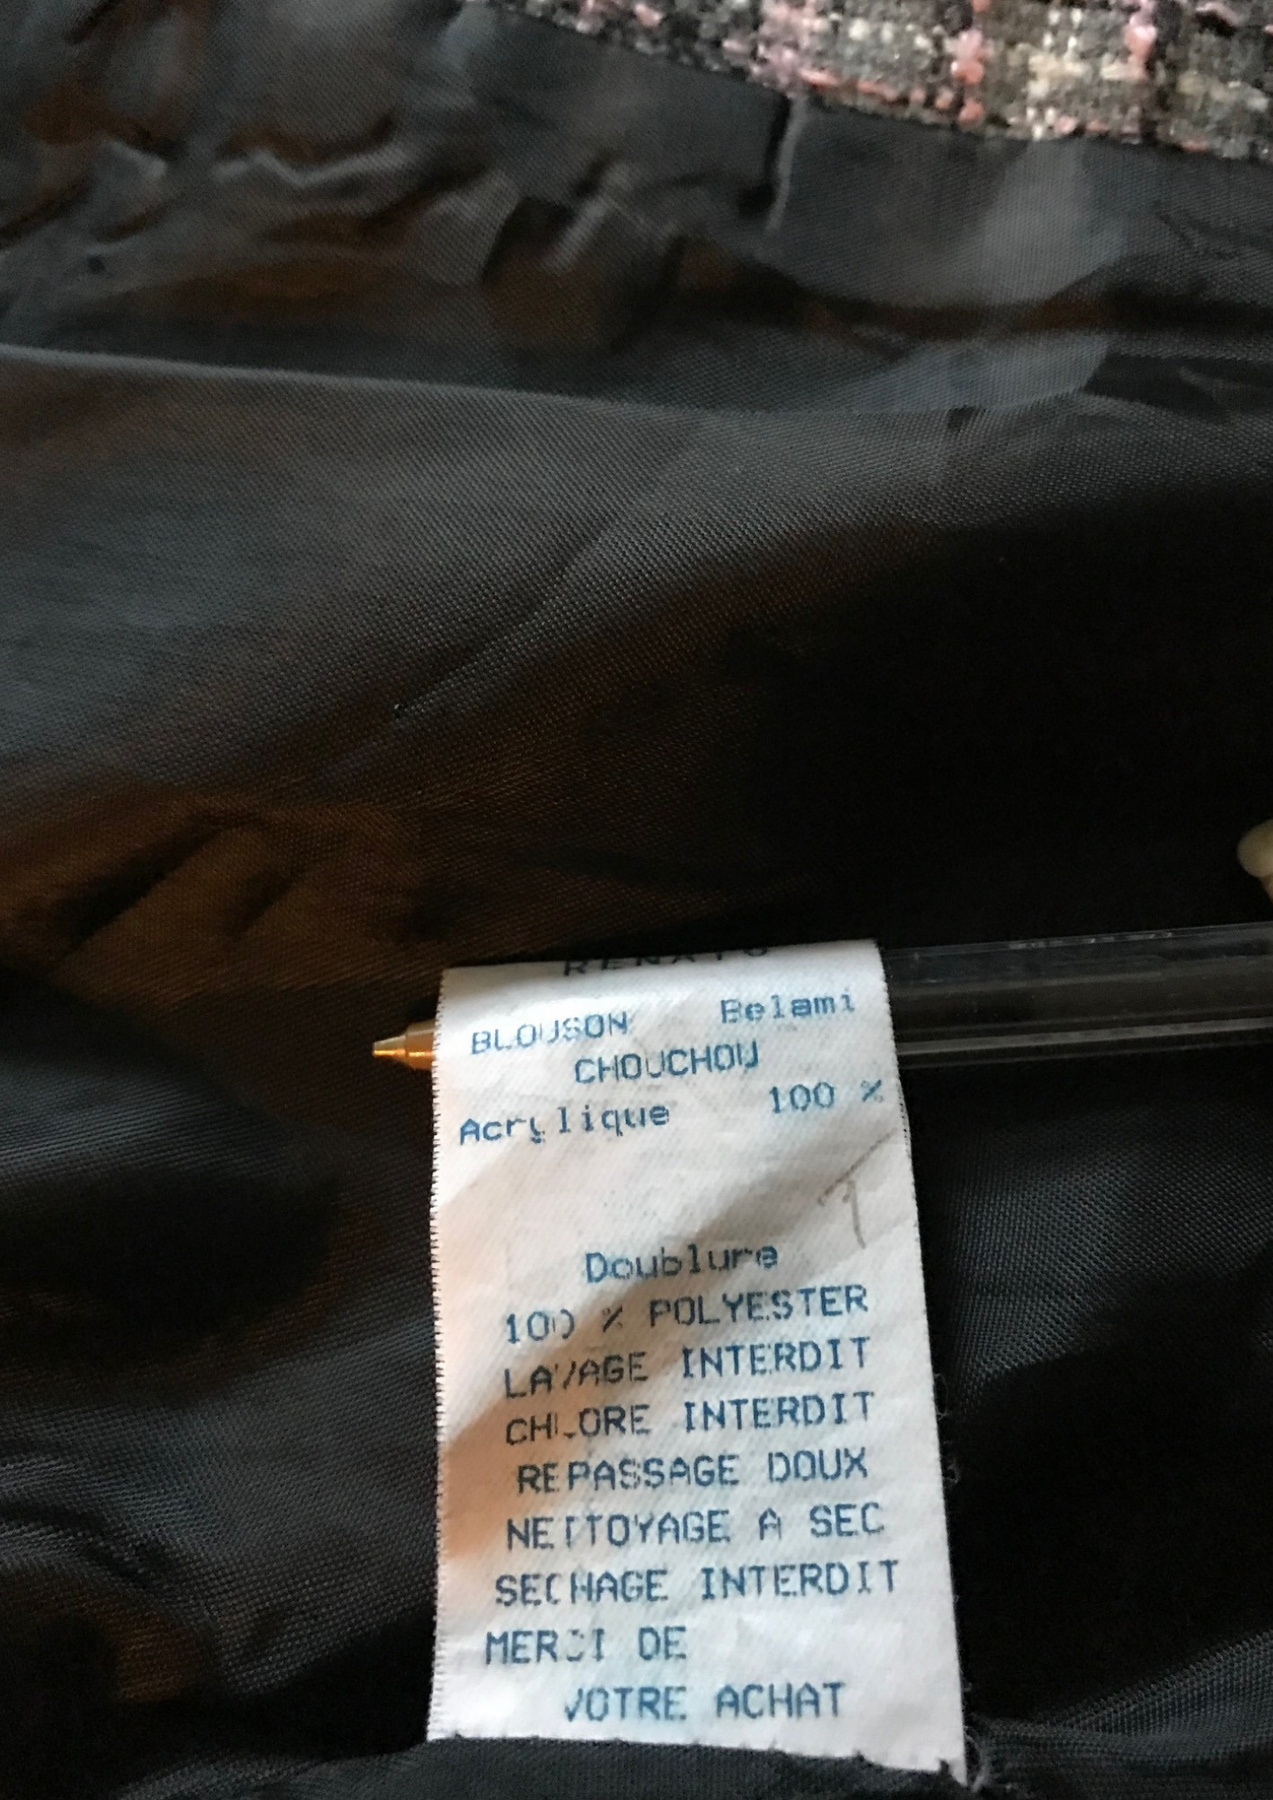 BLOUSON Belami
CHOUCHOU
Acrylique 100 %
Doublure
100 % POLYESTER
LAVAGE INTERDIT
CHLORE INTERDIT
REPASSAGE DOUX
NETTOYAGE A SEC
SECHAGE INTERDIT
MERCI DE
VOTRE ACHAT